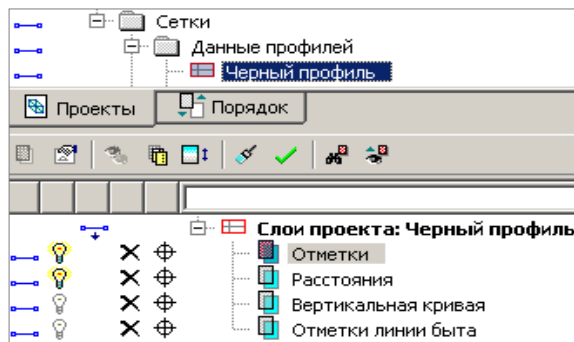 Сетки
Данные профилей
Черный профиль
Проекты
Порядок
Слои проекта: Черный профиль
Отметки
Расстояния
Вертикальная кривая
Отметки линии быта